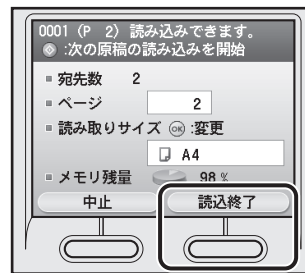 0001 (P 2) 読み込みできます。
:次の原稿の読み込みを開始
宛先数 2
ページ 2
読み取りサイズ OK :変更
A4
メモリ残量 98 %
中止 読込終了